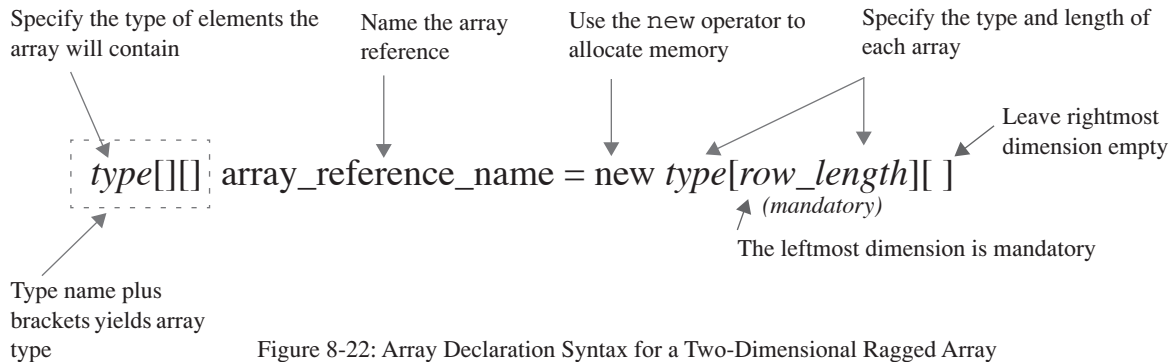 Specify the type of elements the
array will contain
Name the array
reference
Use the new operator to
allocate memory
Specify the type and length of
each array
Leave rightmost
dimension empty
type[][] array_reference_name = new type[row_length][ ]
(mandatory)
The leftmost dimension is mandatory
Type name plus
brackets yields array
type
Figure 8-22: Array Declaration Syntax for a Two-Dimensional Ragged Array